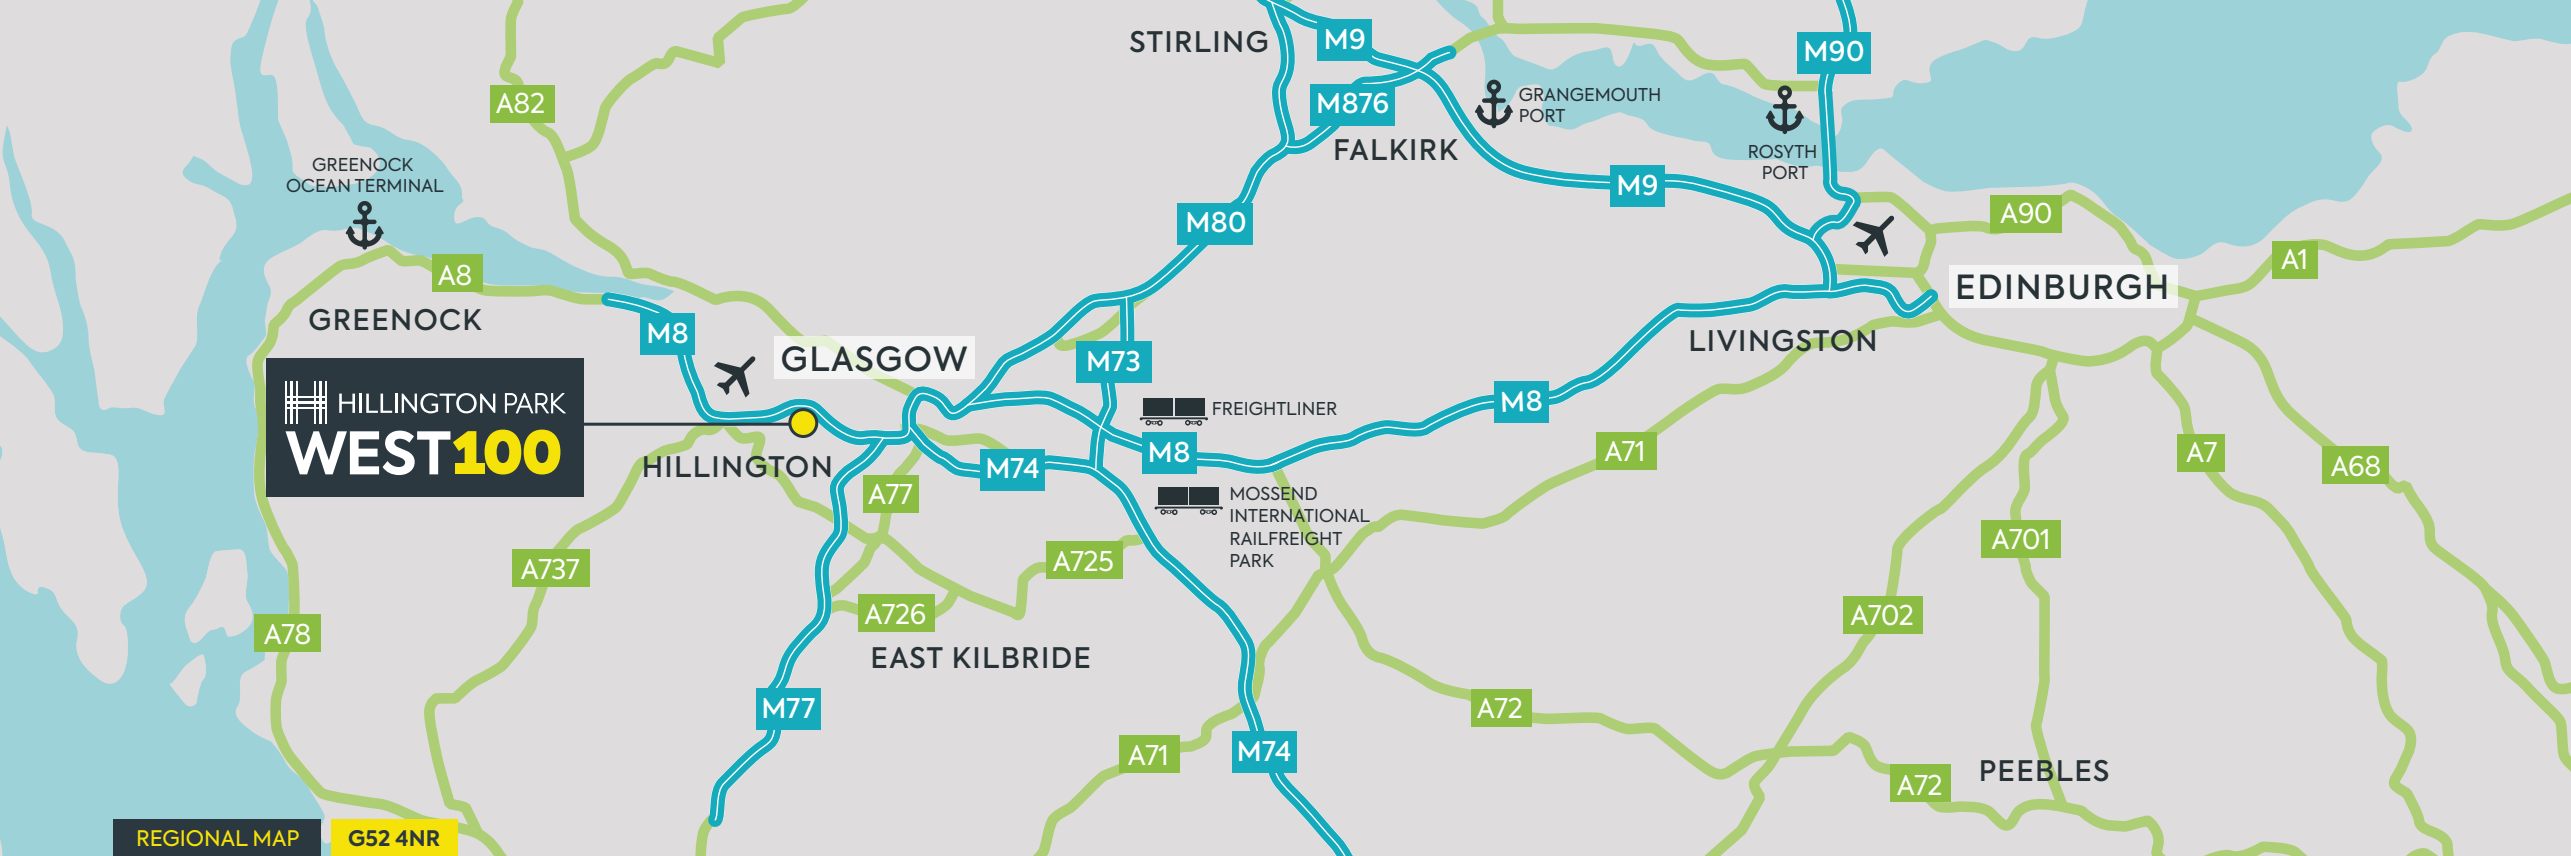 STIRLING
M9
M90
A82
M876
GRANGEMOUTH
PORT
FALKIRK
ROSYTH
PORT
GREENOCK
OCEAN TERMINAL
M9
M80
A90
A8
A1
EDINBURGH
GREENOCK
M8
LIVINGSTON
GLASGOW
M73
HILLINGTON PARK
WEST100
FREIGHTLINER
M8
M8
A71
A7
A68
HILLINGTON
M74
A77
MOSSEND
INTERNATIONAL
RAILFREIGHT
PARK
A701
A737
A725
A726
A702
A78
EAST KILBRIDE
M77
A72
A71
M74
PEEBLES
A72
REGIONAL MAP
G52 4NR